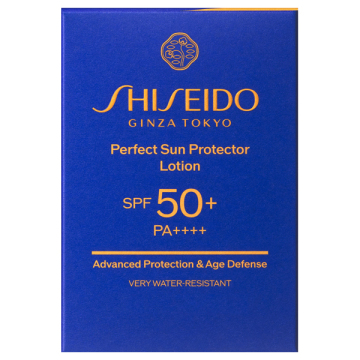 SHISEIDO
GINZA TOKYO
Perfect Sun Protector
Lotion
SPF 50+
PA++++
Advanced Protection & Age Defense
VERY WATER-RESISTANT